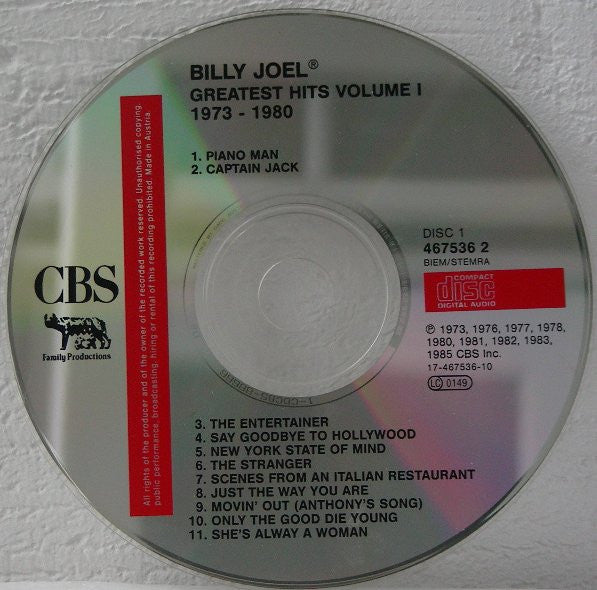 BILLY JOEL®
GREATEST HITS VOLUME I
1973 - 1980
1. PIANO MAN
2. CAPTAIN JACK
All rights of the producer and of the owner of the recorded work reserved. Unauthorised copying,
public performance, broadcasting, hiring or rental of this recording prohibited. Made in Austria.
CBS
Family Productions
DISC 1
467536 2
BIEM/STEMRA
COMPACT
disc
DIGITAL AUDIO
℗ 1973, 1976, 1977, 1978,
1980, 1981, 1982, 1983,
1985 CBS Inc.
17-467536-10
LC 0149
3. THE ENTERTAINER
4. SAY GOODBYE TO HOLLYWOOD
5. NEW YORK STATE OF MIND
6. THE STRANGER
7. SCENES FROM AN ITALIAN RESTAURANT
8. JUST THE WAY YOU ARE
9. MOVIN' OUT (ANTHONY'S SONG)
10. ONLY THE GOOD DIE YOUNG
11. SHE'S ALWAY A WOMAN